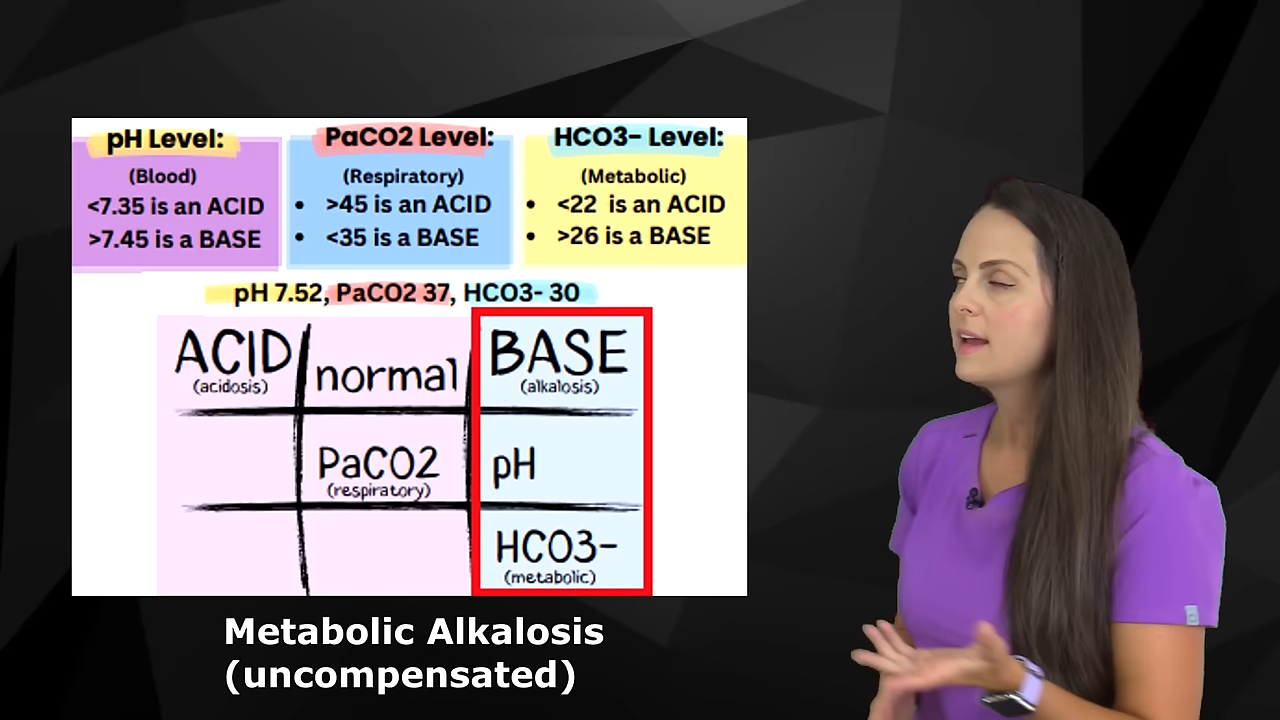 pH Level:
(Blood)
<7.35 is an ACID
>7.45 is a BASE
PaCO2 Level:
(Respiratory)
• >45 is an ACID
• <35 is a BASE
HCO3- Level:
(Metabolic)
• <22 is an ACID
• >26 is a BASE
pH 7.52, PaCO2 37, HCO3- 30
ACID
(acidosis)
normal
BASE
(alkalosis)
PaCO2
(respiratory)
pH
HCO3-
(metabolic)
Metabolic Alkalosis
(uncompensated)